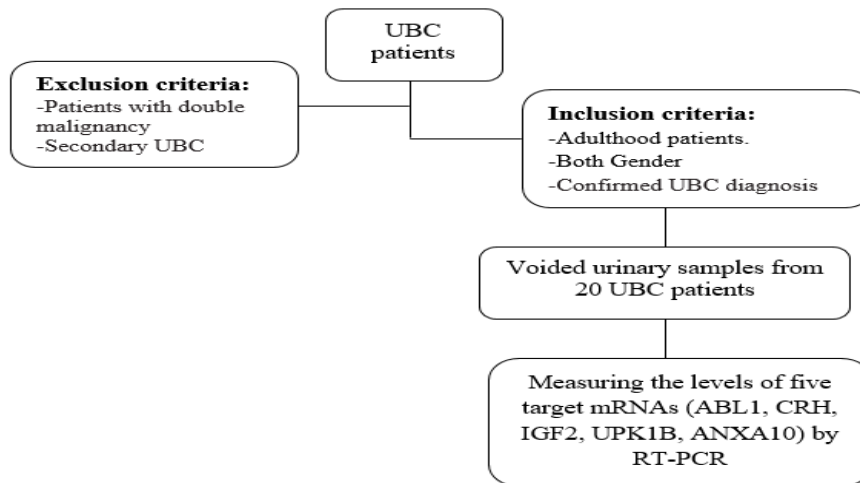 UBC
patients
Exclusion criteria:
-Patients with double
malignancy
-Secondary UBC
Inclusion criteria:
-Adulthood patients.
-Both Gender
-Confirmed UBC diagnosis
Voided urinary samples from
20 UBC patients
Measuring the levels of five
target mRNAs (ABL1, CRH,
IGF2, UPK1B, ANXA10) by
RT-PCR